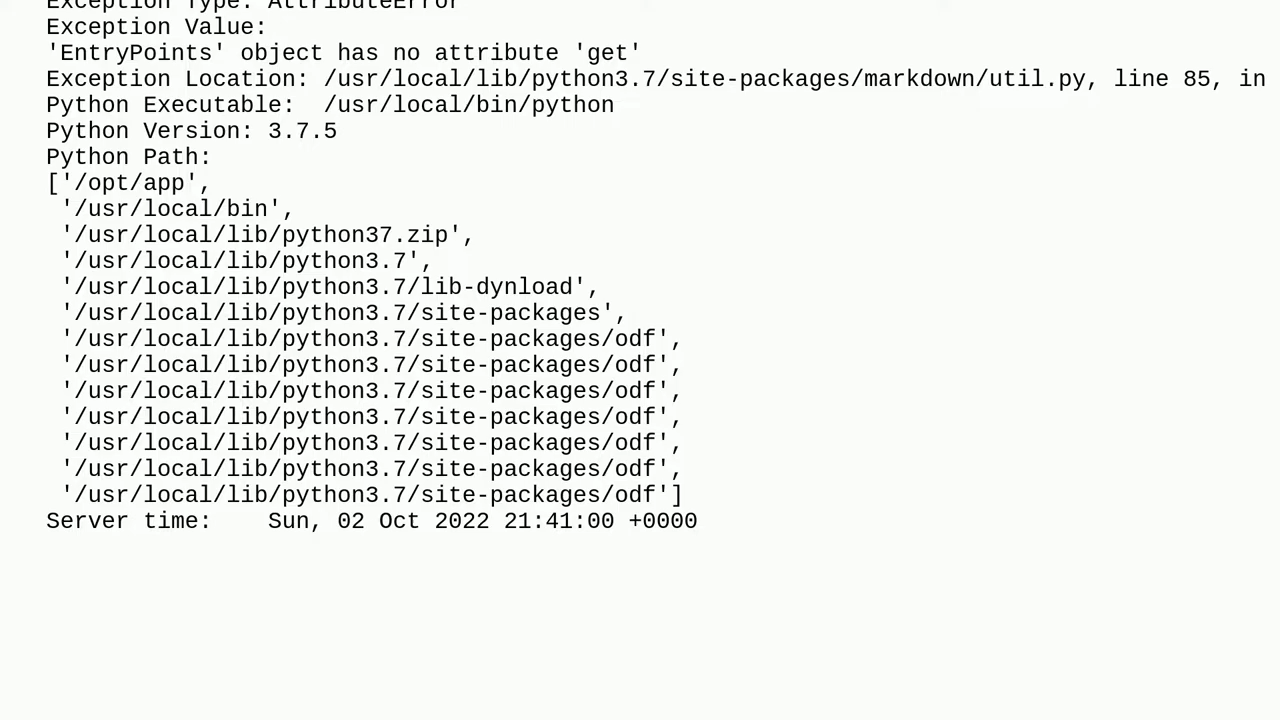 Exception Type: AttributeError
Exception Value:
'EntryPoints' object has no attribute 'get'
Exception Location: /usr/local/lib/python3.7/site-packages/markdown/util.py, line 85, in
Python Executable:  /usr/local/bin/python
Python Version: 3.7.5
Python Path:
['/opt/app',
 '/usr/local/bin',
 '/usr/local/lib/python37.zip',
 '/usr/local/lib/python3.7',
 '/usr/local/lib/python3.7/lib-dynload',
 '/usr/local/lib/python3.7/site-packages',
 '/usr/local/lib/python3.7/site-packages/odf',
 '/usr/local/lib/python3.7/site-packages/odf',
 '/usr/local/lib/python3.7/site-packages/odf',
 '/usr/local/lib/python3.7/site-packages/odf',
 '/usr/local/lib/python3.7/site-packages/odf',
 '/usr/local/lib/python3.7/site-packages/odf',
 '/usr/local/lib/python3.7/site-packages/odf']
Server time:    Sun, 02 Oct 2022 21:41:00 +0000